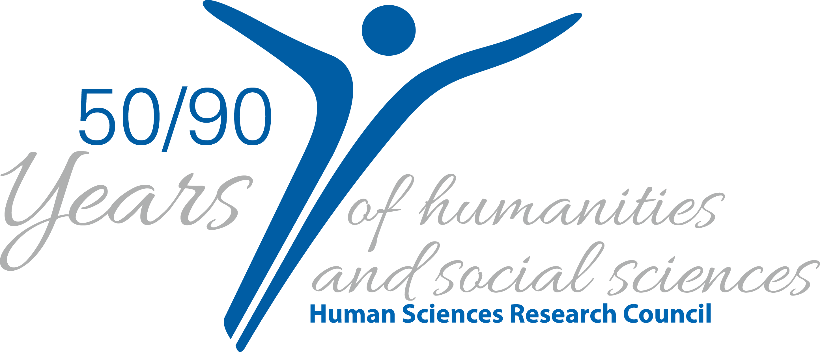 50/90
Years
of humanities
and social sciences
Human Sciences Research Council